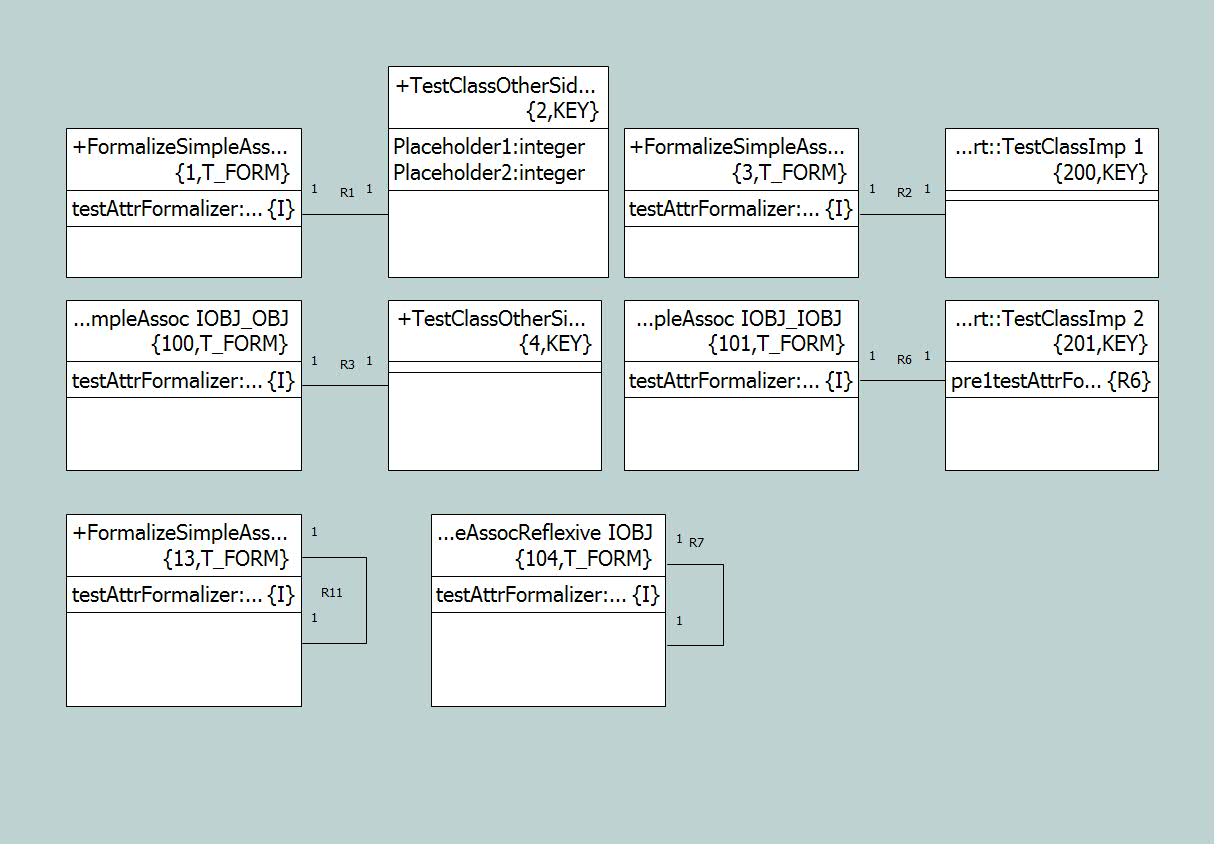 +TestClassOtherSid...
{2,KEY}
Placeholder1:integer
Placeholder2:integer
+FormalizeSimpleAss...
{1,T_FORM}
testAttrFormalizer:... {I}
1 R1 1
+FormalizeSimpleAss...
{3,T_FORM}
testAttrFormalizer:... {I}
1 R2 1
...rt::TestClassImp 1
{200,KEY}
...mpleAssoc IOBJ_OBJ
{100,T_FORM}
testAttrFormalizer:... {I}
1 R3 1
+TestClassOtherSi...
{4,KEY}
...pleAssoc IOBJ_IOBJ
{101,T_FORM}
testAttrFormalizer:... {I}
1 R6 1
...rt::TestClassImp 2
{201,KEY}
pre1testAttrFo... {R6}
+FormalizeSimpleAss...
{13,T_FORM}
testAttrFormalizer:... {I}
1
R11
1
...eAssocReflexive IOBJ
{104,T_FORM}
testAttrFormalizer:... {I}
1 R7
1